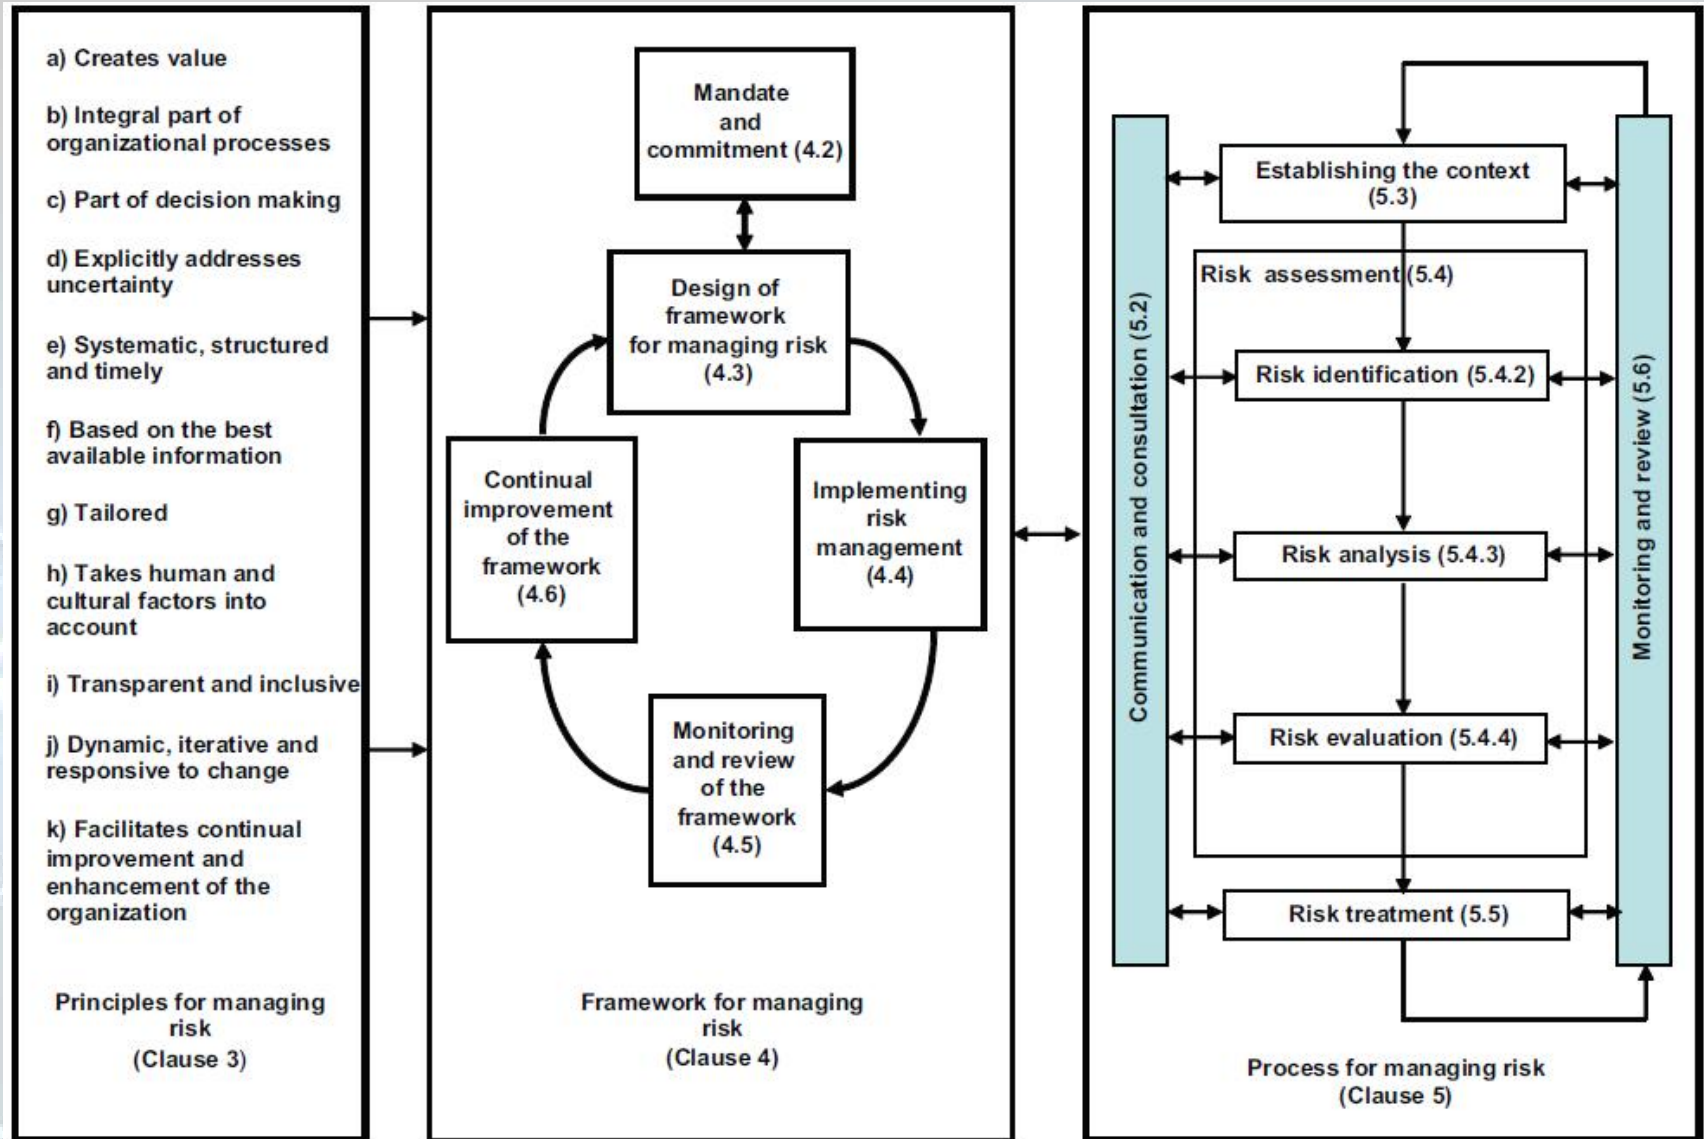 a) Creates value
b) Integral part of
organizational processes
c) Part of decision making
d) Explicitly addresses
uncertainty
e) Systematic, structured
and timely
f) Based on the best
available information
g) Tailored
h) Takes human and
cultural factors into
account
i) Transparent and inclusive
j) Dynamic, iterative and
responsive to change
k) Facilitates continual
improvement and
enhancement of the
organization
Principles for managing
risk
(Clause 3)
Mandate
and
commitment (4.2)
Design of
framework
for managing risk
(4.3)
Implementing
risk
management
(4.4)
Monitoring
and review
of the
framework
(4.5)
Continual
improvement
of the
framework
(4.6)
Framework for managing
risk
(Clause 4)
Communication and consultation (5.2)
Establishing the context
(5.3)
Risk assessment (5.4)
Risk identification (5.4.2)
Risk analysis (5.4.3)
Risk evaluation (5.4.4)
Risk treatment (5.5)
Monitoring and review (5.6)
Process for managing risk
(Clause 5)